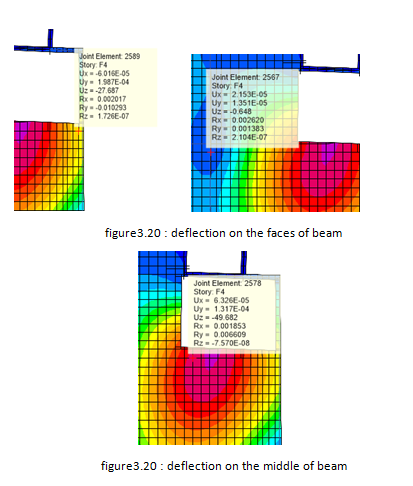 Joint Element: 2589
Story: F4
Ux = -6.016E-05
Uy = 1.987E-04
Uz = -27.687
Rx = 0.002017
Ry = -0.010293
Rz = 1.726E-07
Joint Element: 2567
Story: F4
Ux = 2.153E-05
Uy = 1.351E-05
Uz = -0.648
Rx = 0.002620
Ry = 0.001383
Rz = 2.104E-07
figure3.20 : deflection on the faces of beam
Joint Element: 2578
Story: F4
Ux = 6.326E-05
Uy = 1.317E-04
Uz = -49.682
Rx = 0.001853
Ry = 0.006609
Rz = -7.570E-08
figure3.20 : deflection on the middle of beam